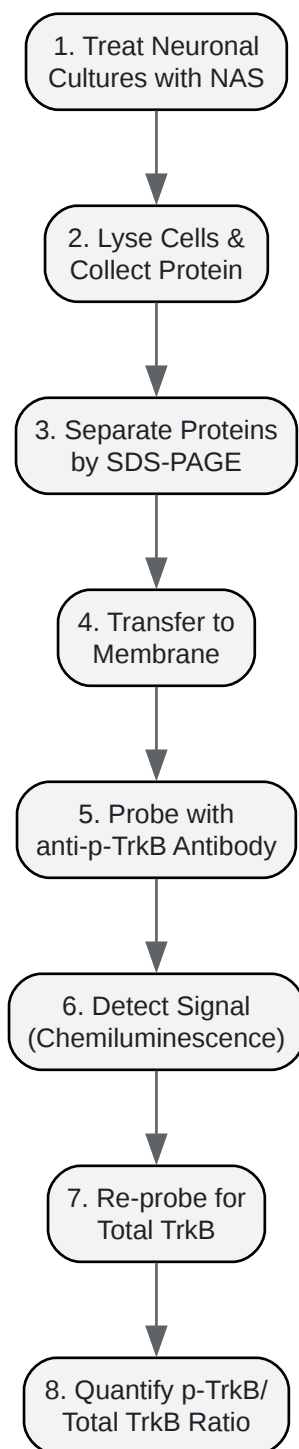 1. Treat Neuronal
Cultures with NAS
2. Lyse Cells &
Collect Protein
3. Separate Proteins
by SDS-PAGE
4. Transfer to
Membrane
5. Probe with
anti-p-TrkB Antibody
6. Detect Signal
(Chemiluminescence)
7. Re-probe for
Total TrkB
8. Quantify p-TrkB/
Total TrkB Ratio